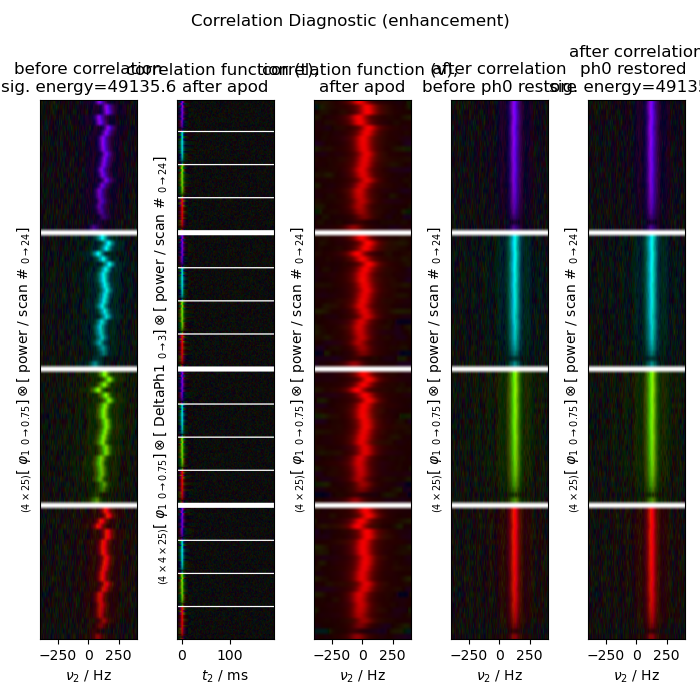 Correlation Diagnostic (enhancement)
before correlation
sig. energy=49135.6
correlation function (t),
after apod
correlation function (v),
after apod
after correlation
before ph0 restore
after correlation
ph0 restored
sig. energy=49135
(4×25)[ φ1 0→0.75] ⊗ [ power / scan # 0→24]
(4×4×25)[ φ1 0→0.75] ⊗ [ DeltaPh1 0→3] ⊗ [ power / scan # 0→24]
(4×25)[ φ1 0→0.75] ⊗ [ power / scan # 0→24]
(4×25)[ φ1 0→0.75] ⊗ [ power / scan # 0→24]
(4×25)[ φ1 0→0.75] ⊗ [ power / scan # 0→24]
−250 0 250
ν2 / Hz
0 100
t2 / ms
−250 0 250
ν2 / Hz
−250 0 250
ν2 / Hz
−250 0 250
ν2 / Hz